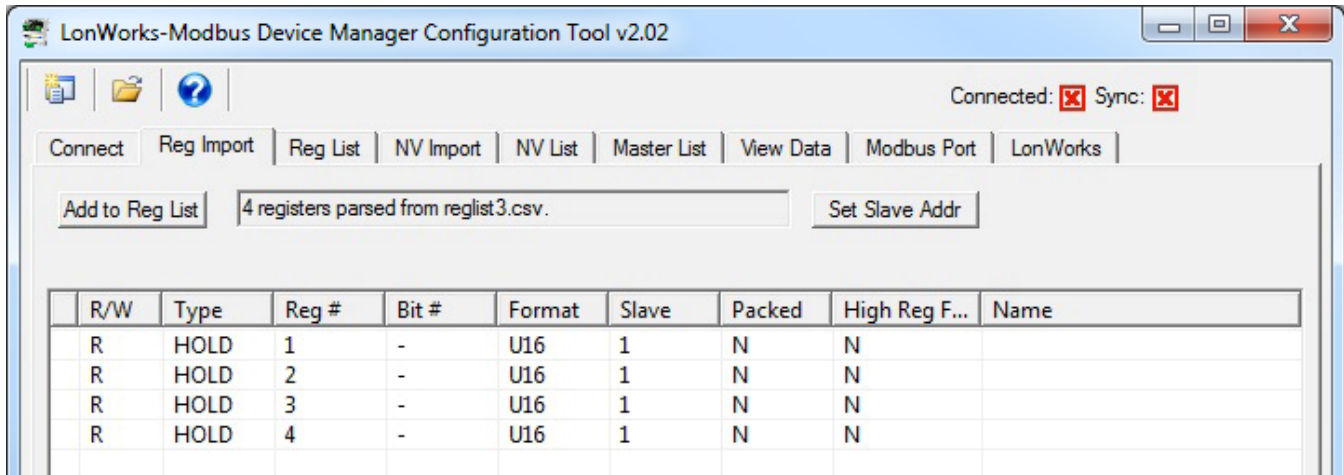 LonWorks-Modbus Device Manager Configuration Tool v2.02
Connected: Sync:
Connect Reg Import Reg List NV Import NV List Master List View Data Modbus Port LonWorks
Add to Reg List 4 registers parsed from reglist3.csv. Set Slave Addr
R/W Type Reg # Bit # Format Slave Packed High Reg F... Name
R HOLD 1 - U16 1 N N
R HOLD 2 - U16 1 N N
R HOLD 3 - U16 1 N N
R HOLD 4 - U16 1 N N